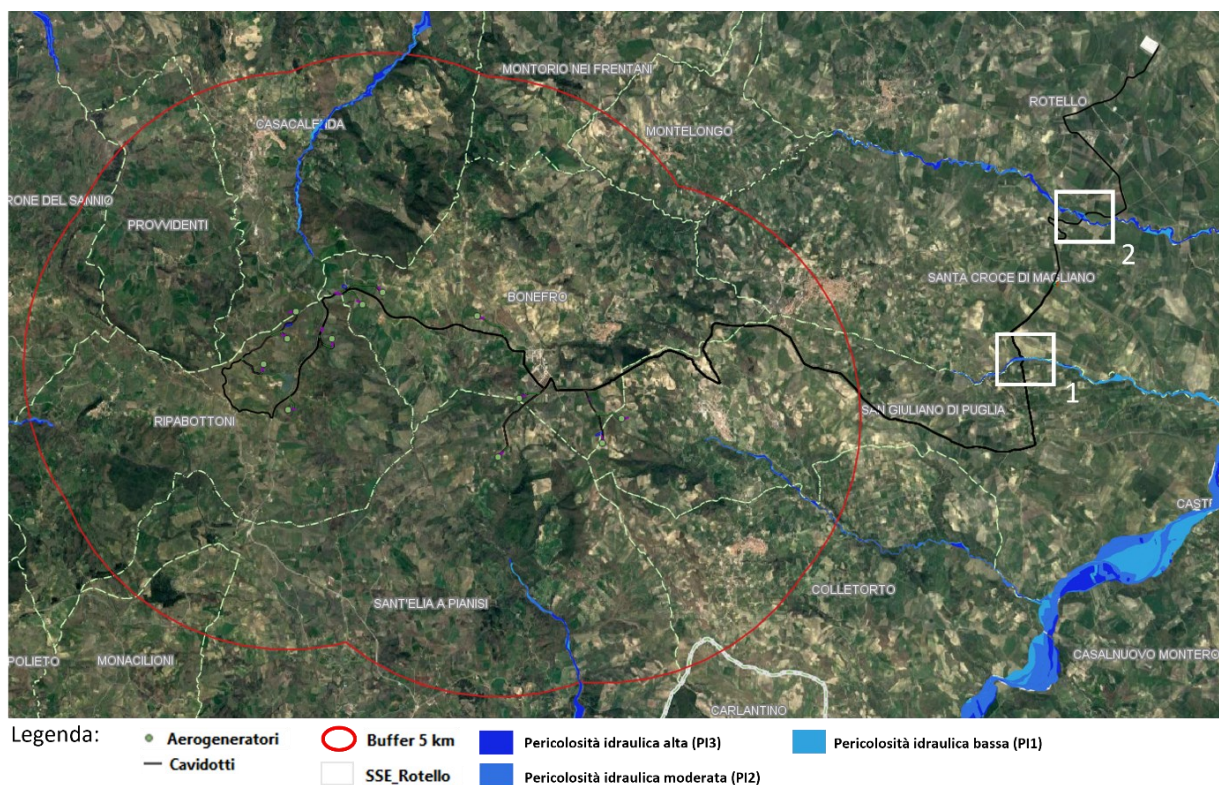 MONTORIO NEI FRENTANI
ROTELLO
CASACALENDA
MONTELONGO
RONE DEL SANNIO
PROVVIDENTI
2
SANTA CROCE DI MAGLIANO
BONEFRO
1
SAN GIULIANO DI PUGLIA
RIPABOTTONI
CASTE
COLLETORTO
SANT'ELIA A PIANISI
POLIETO
MONACILIONI
CASALNUOVO MONTERO
CARLANTINO
Legenda:
Aerogeneratori
Buffer 5 km
Pericolosità idraulica alta (PI3)
Pericolosità idraulica bassa (PI1)
Cavidotti
SSE_Rotello
Pericolosità idraulica moderata (PI2)